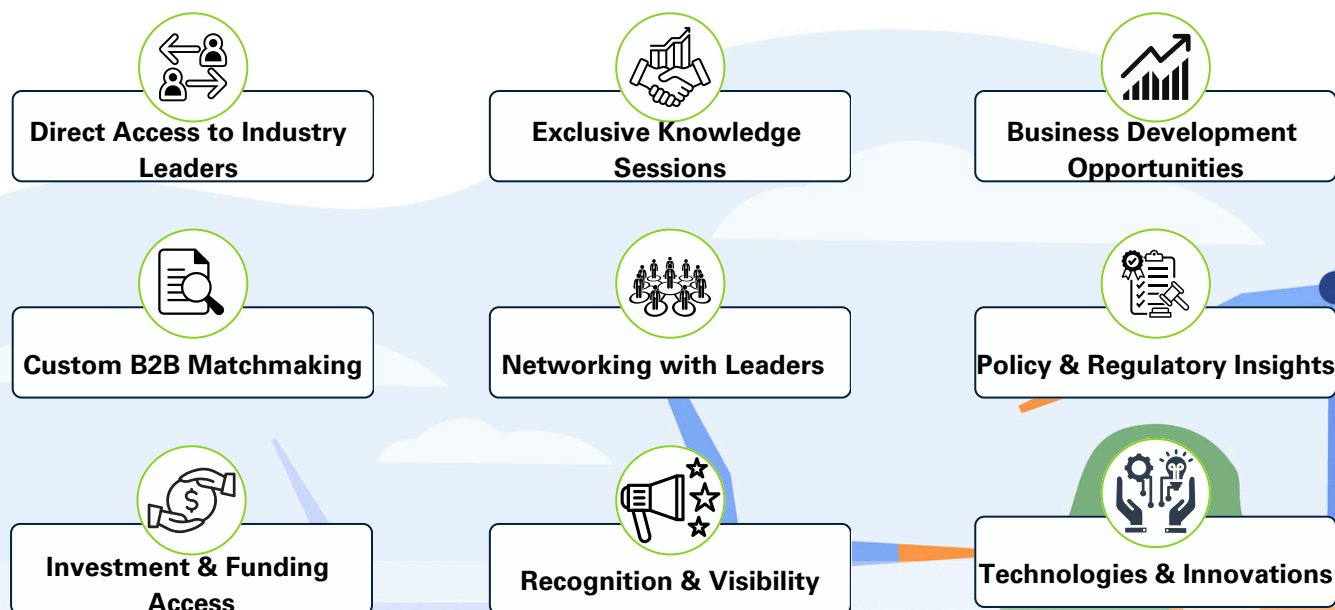 Direct Access to Industry
Leaders
Exclusive Knowledge
Sessions
Business Development
Opportunities
Custom B2B Matchmaking
Networking with Leaders
Policy & Regulatory Insights
Investment & Funding
Access
Recognition & Visibility
Technologies & Innovations